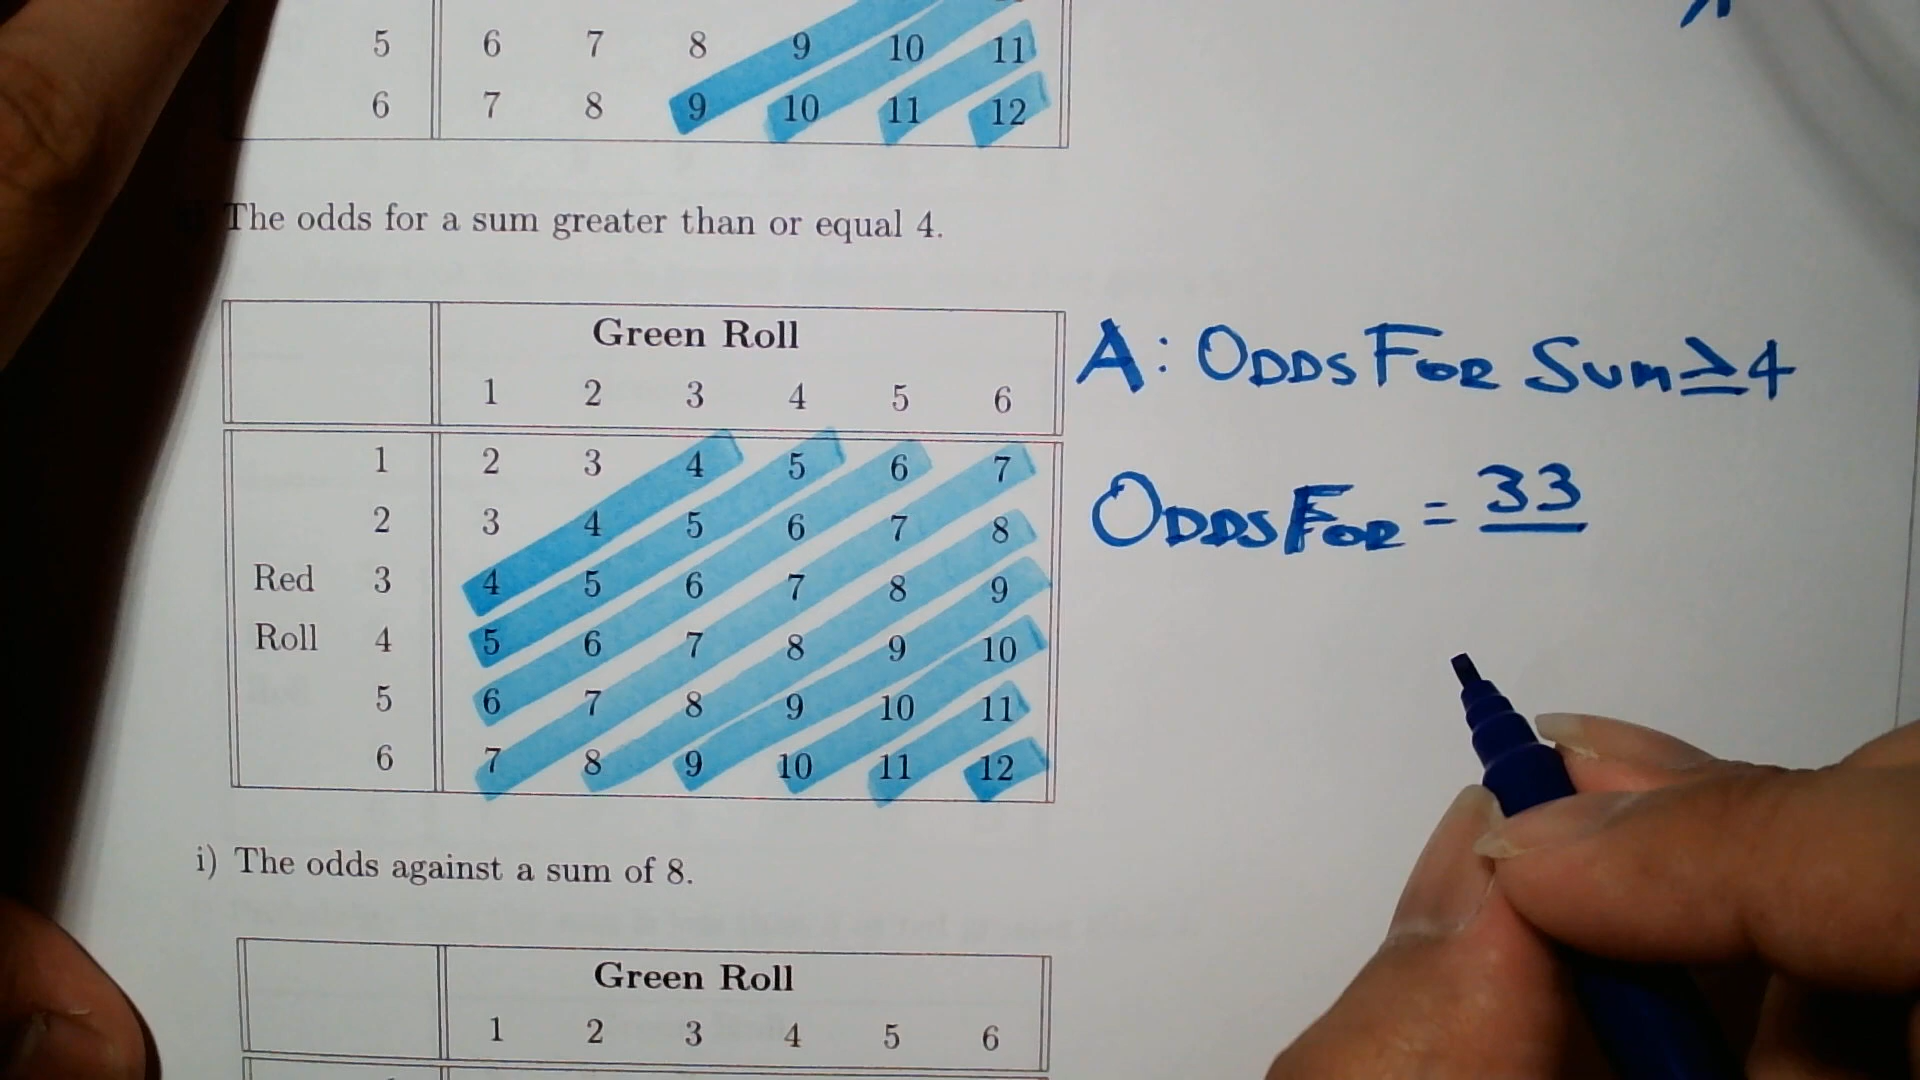 5 6 7 8 9 10 11
6 7 8 9 10 11 12
The odds for a sum greater than or equal 4.
Green Roll
1 2 3 4 5 6
1 2 3 4 5 6 7
2 3 4 5 6 7 8
Red 3 4 5 6 7 8 9
Roll 4 5 6 7 8 9 10
5 6 7 8 9 10 11
6 7 8 9 10 11 12
A: ODDS FOR SUM ≥ 4
ODDS FOR = 33
i) The odds against a sum of 8.
Green Roll
1 2 3 4 5 6